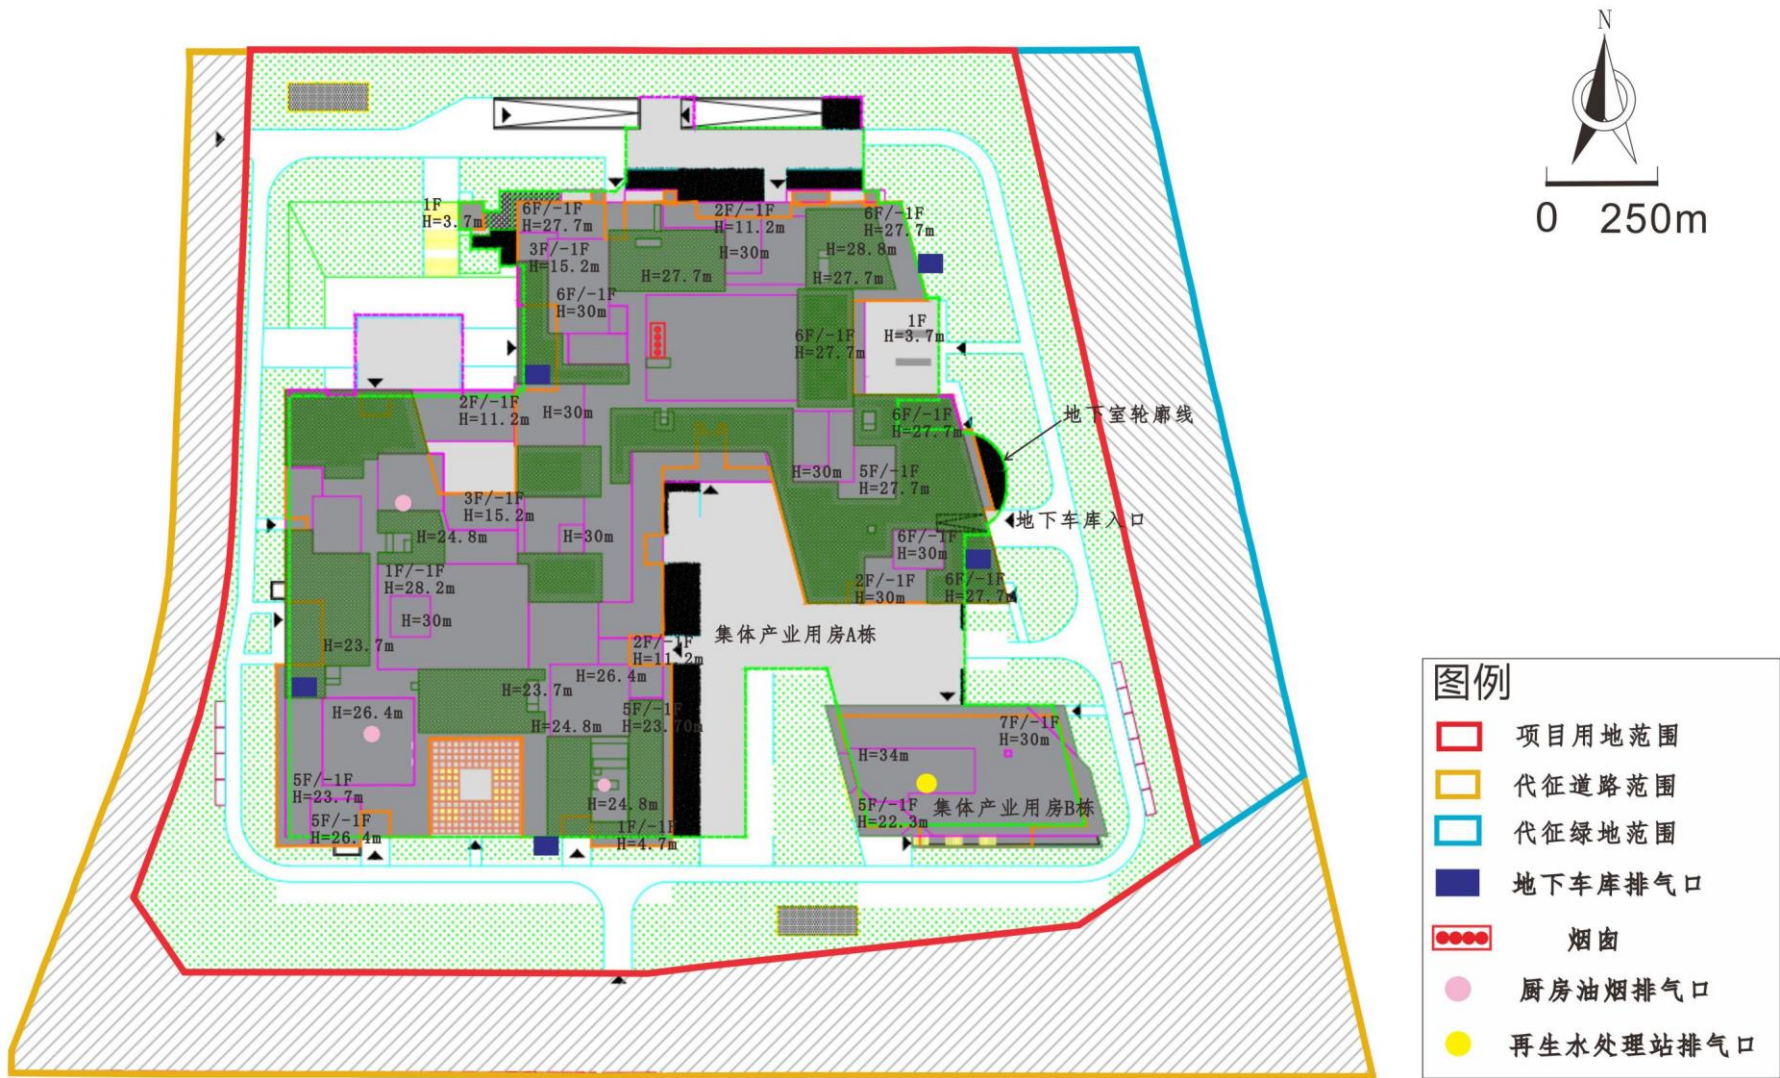 N
0 250m
1F
H=3.7m
6F/-1F
H=27.7m
2F/-1F
H=11.2m
6F/-1F
H=27.7m
3F/-1F
H=15.2m
H=30m
H=28.8m
H=27.7m
H=27.7m
6F/-1F
H=30m
6F/-1F
H=27.7m
1F
H=3.7m
2F/-1F
H=11.2m
H=30m
6F/-1F
H=27.7m
地下室轮廓线
H=30m
5F/-1F
H=27.7m
3F/-1F
H=15.2m
地下车库入口
H=24.8m
H=30m
6F/-1F
H=30m
1F/-1F
H=28.2m
2F/-1F
H=30m
6F/-1F
H=27.7m
H=30m
集体产业用房A栋
H=23.7m
2F/-1F
H=11.2m
H=26.4m
H=23.7m
H=26.4m
H=24.8m
5F/-1F
H=23.70m
7F/-1F
H=30m
H=34m
5F/-1F
H=23.7m
H=24.8m
5F/-1F
H=22.3m
集体产业用房B栋
5F/-1F
H=26.4m
1F/-1F
H=4.7m
图例
项目用地范围
代征道路范围
代征绿地范围
地下车库排气口
烟囱
厨房油烟排气口
再生水处理站排气口